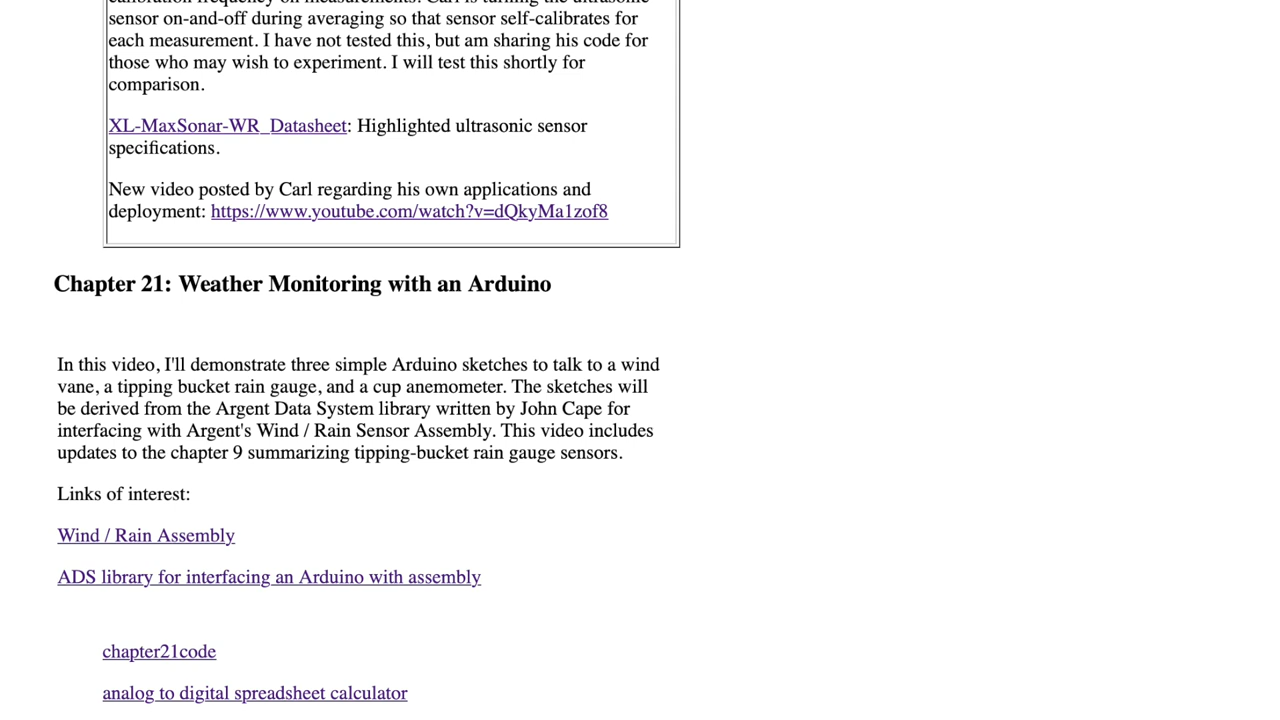 sensor on-and-off during averaging so that sensor self-calibrates for
each measurement. I have not tested this, but am sharing his code for
those who may wish to experiment. I will test this shortly for
comparison.
XL-MaxSonar-WR_Datasheet: Highlighted ultrasonic sensor
specifications.
New video posted by Carl regarding his own applications and
deployment: https://www.youtube.com/watch?v=dQkyMa1zof8
Chapter 21: Weather Monitoring with an Arduino
In this video, I'll demonstrate three simple Arduino sketches to talk to a wind
vane, a tipping bucket rain gauge, and a cup anemometer. The sketches will
be derived from the Argent Data System library written by John Cape for
interfacing with Argent's Wind / Rain Sensor Assembly. This video includes
updates to the chapter 9 summarizing tipping-bucket rain gauge sensors.
Links of interest:
Wind / Rain Assembly
ADS library for interfacing an Arduino with assembly
chapter21code
analog to digital spreadsheet calculator